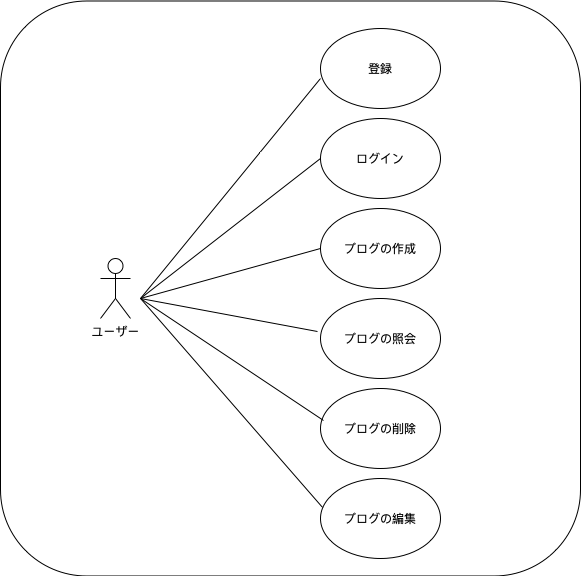 登録
ログイン
ブログの作成
ブログの照会
ユーザー
ブログの削除
ブログの編集